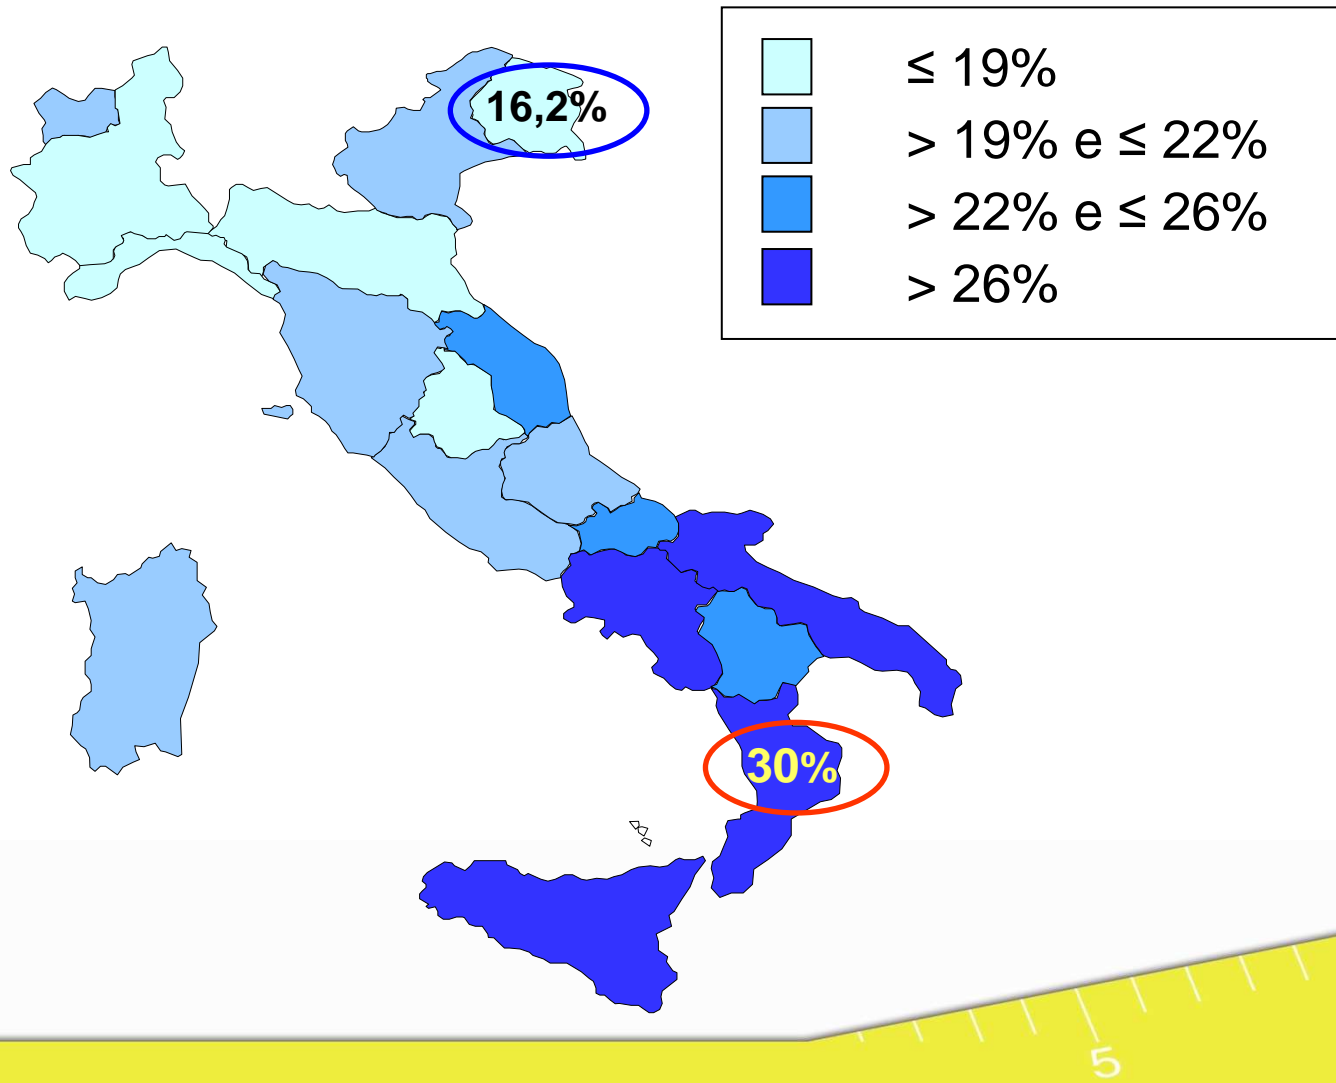 ≤ 19%
> 19% e ≤ 22%
> 22% e ≤ 26%
> 26%
16,2%
30%
5